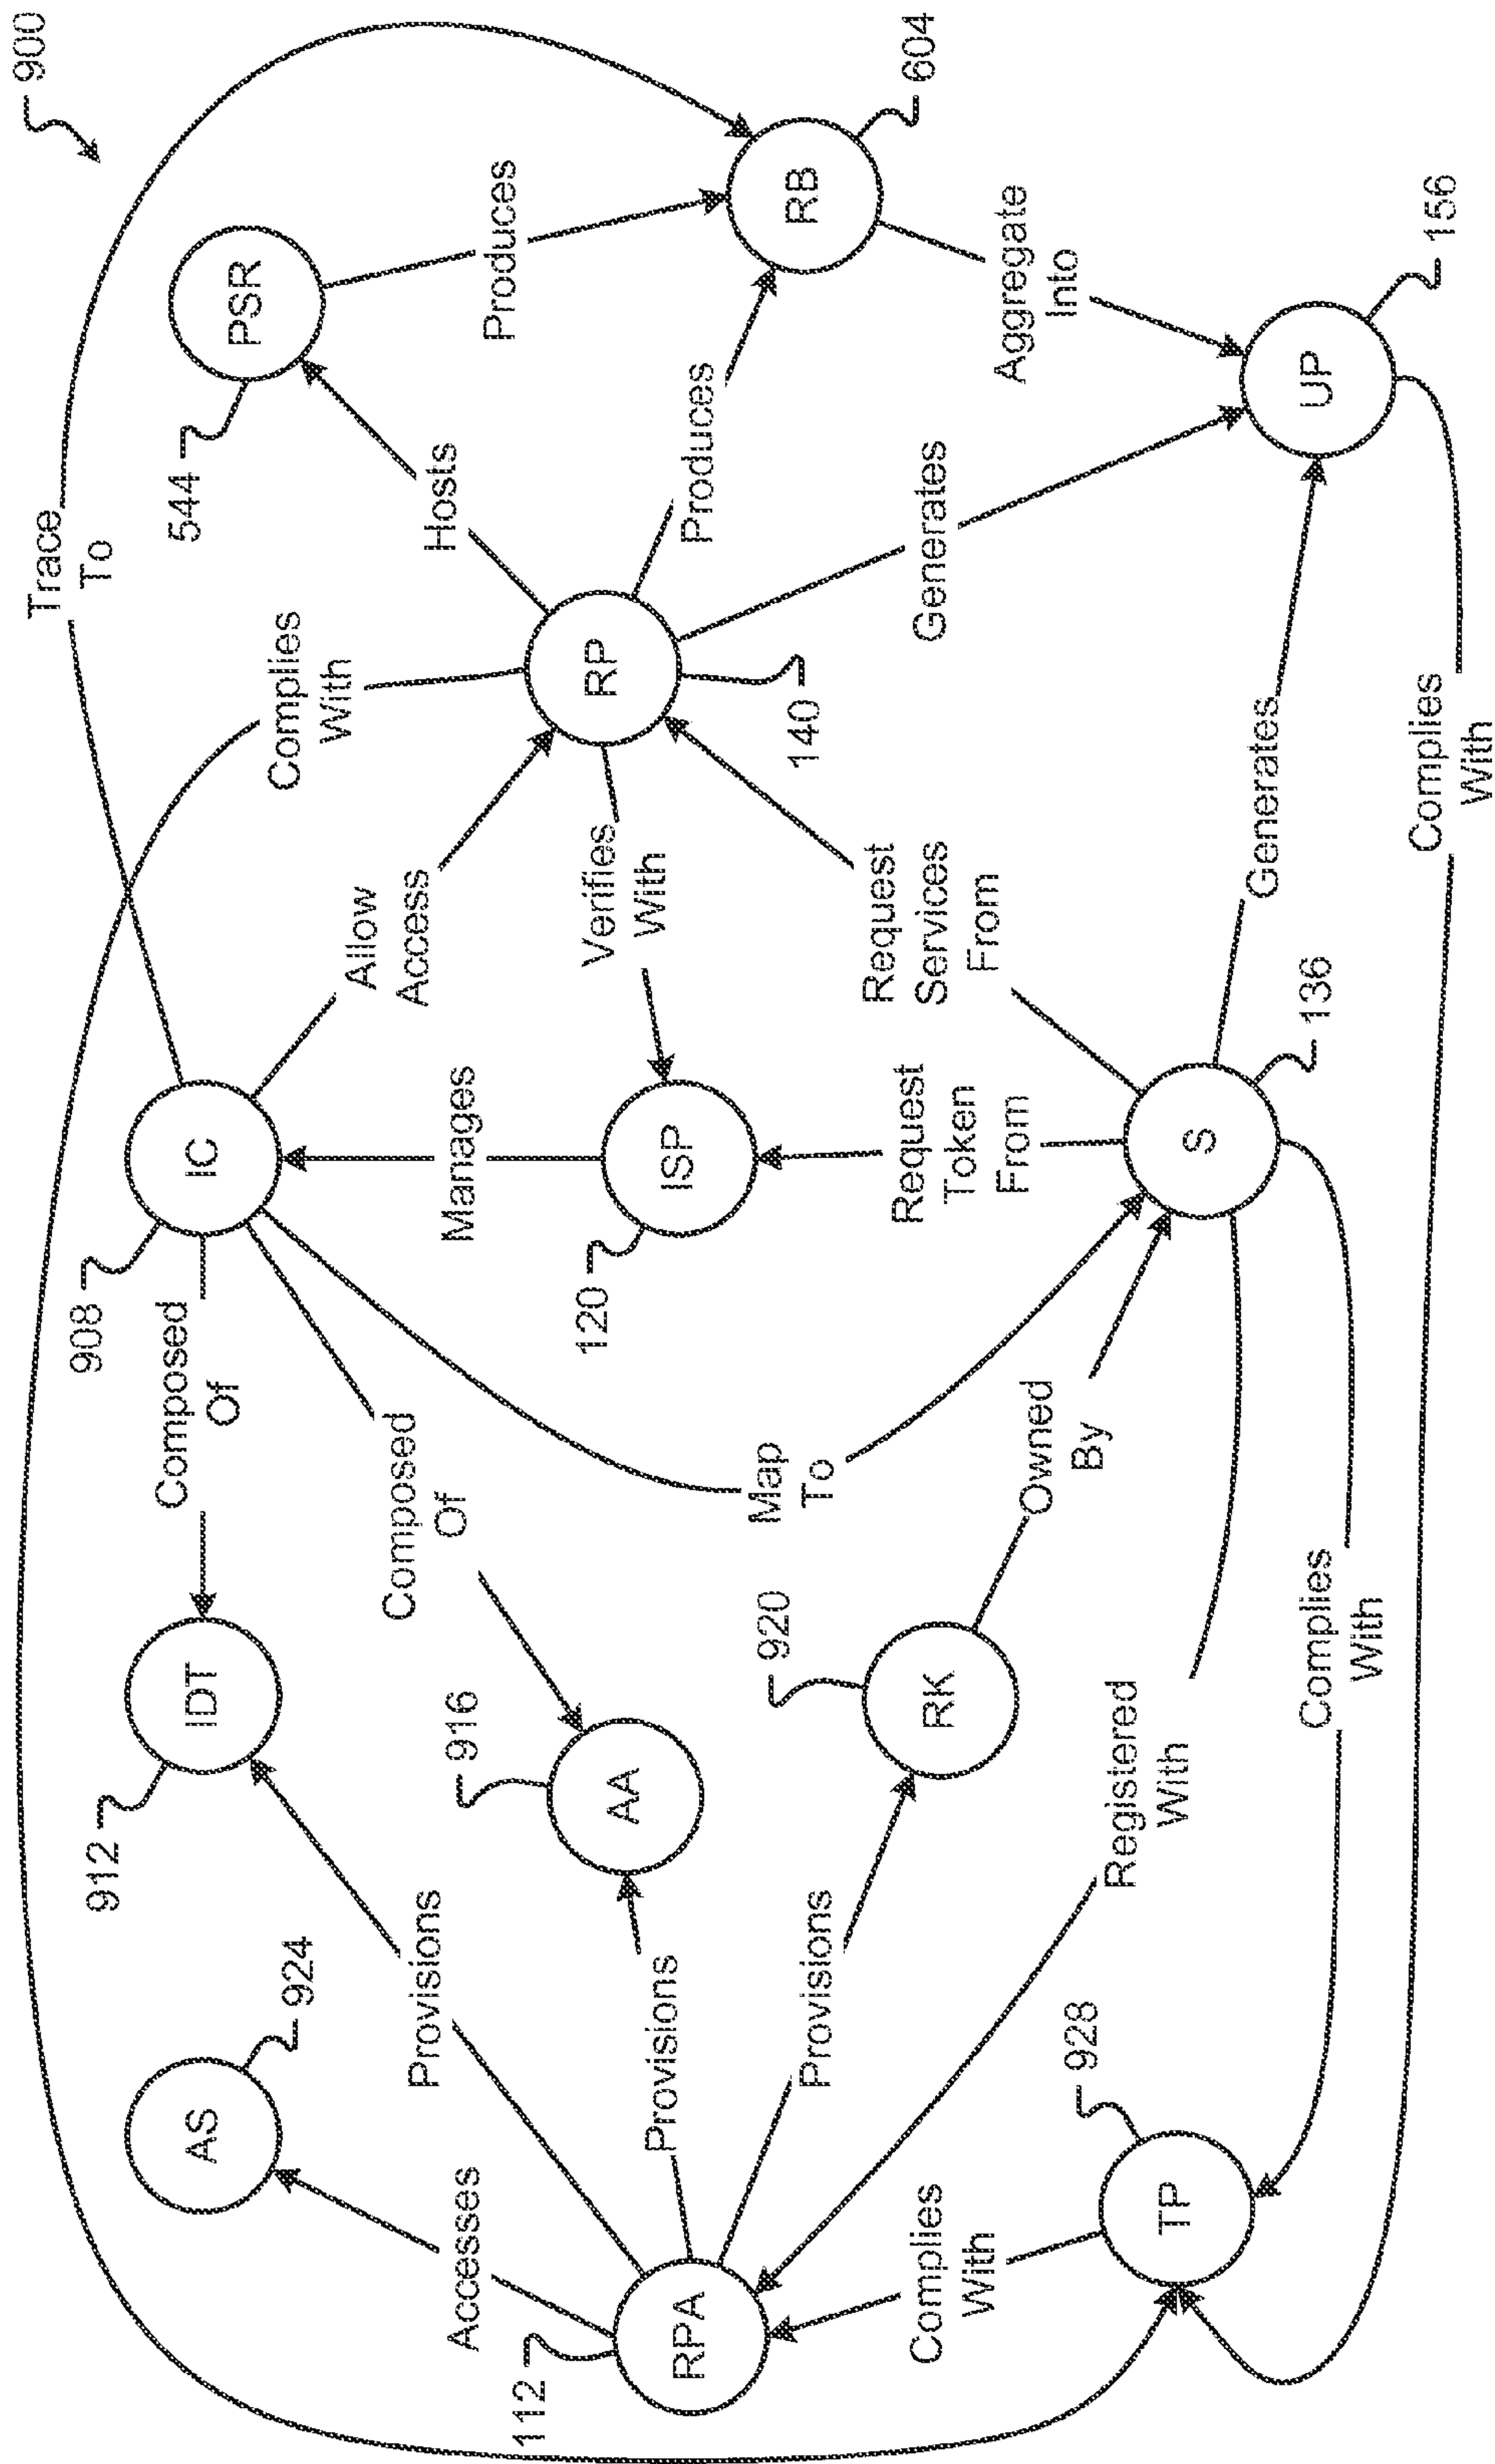 900
Trace
To
908
912
544
924
AS
IDT
IC
PSR
Composed
Of
Complies
With
Accesses
Provisions
Composed
Of
Manages
Allow
Access
Hosts
Produces
112
916
120
RPA
Provisions
AA
ISP
Verifies
With
RP
Produces
Map
To
920
140
RB
604
Provisions
RK
Request
Token
From
Request
Services
From
Generates
Complies
With
Owned
By
Aggregate
Into
928
Registered
With
TP
S
136
Generates
UP
156
Complies
With
Complies
With